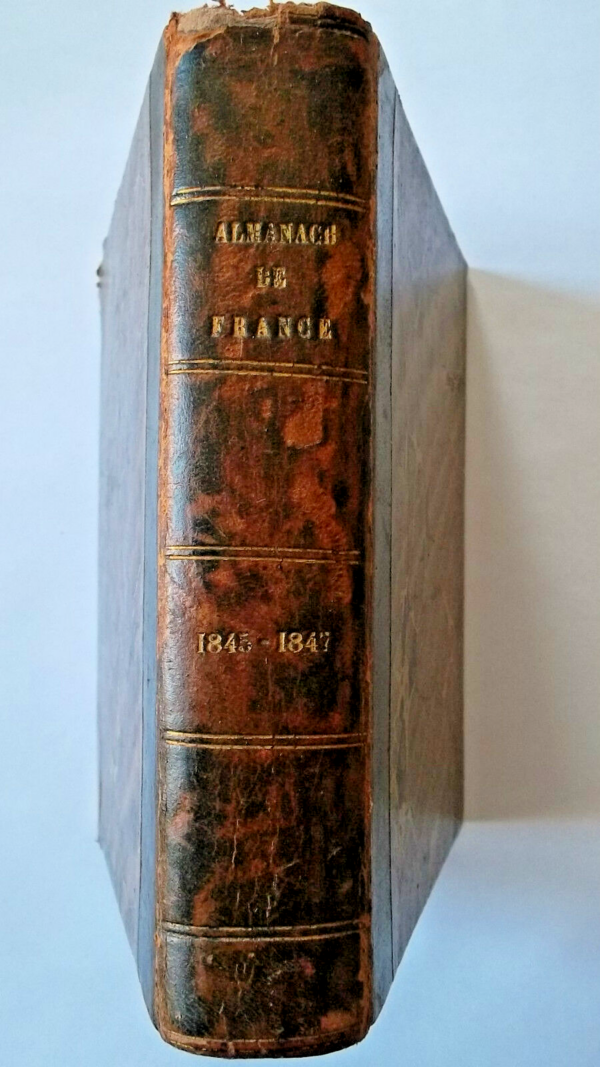 ALMANACH
DE
FRANCE
1845 - 1847